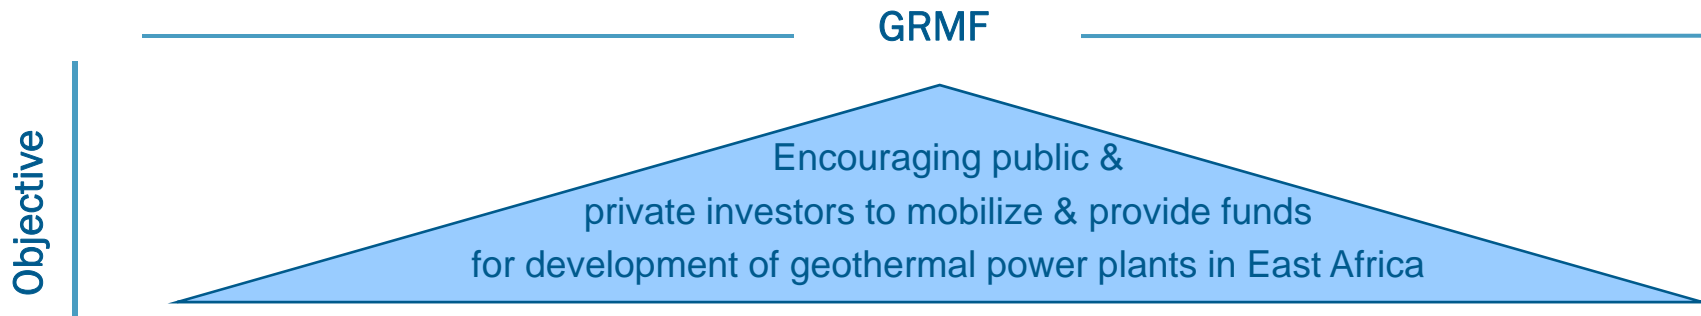 GRMF
Objective
Encouraging public &
private investors to mobilize & provide funds
for development of geothermal power plants in East Africa